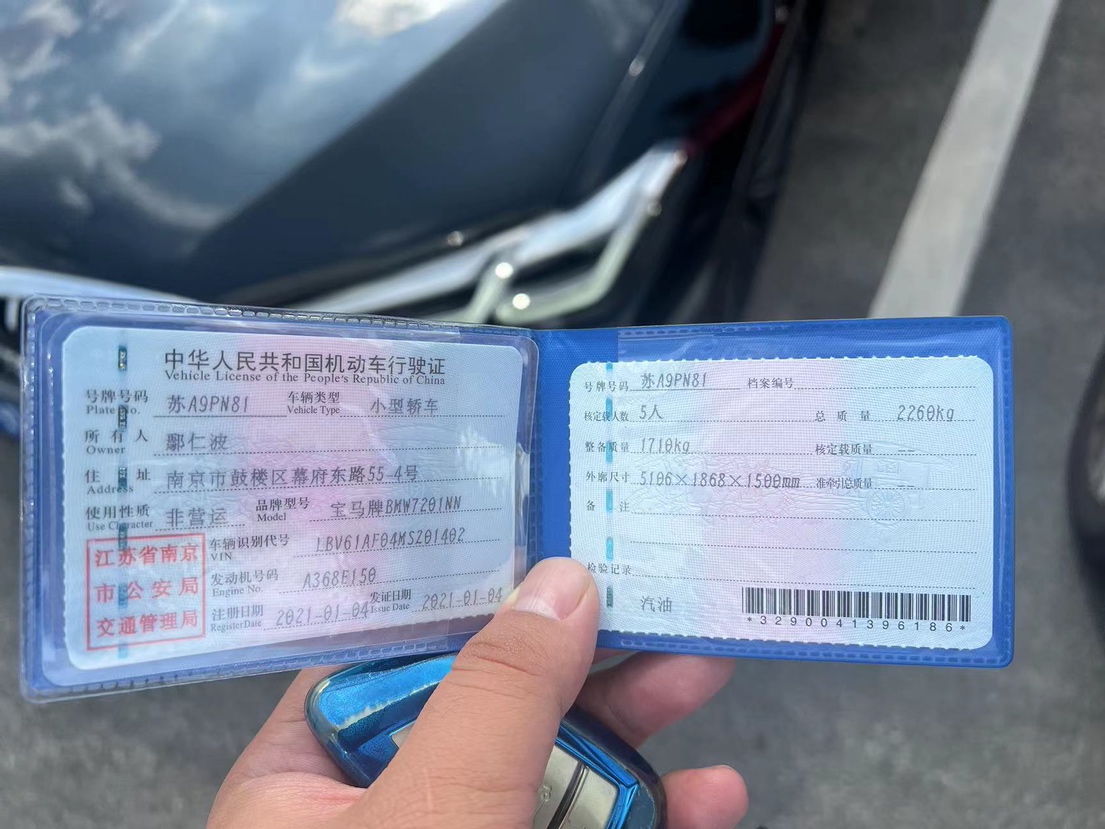 中华人民共和国机动车行驶证
Vehicle License of the People's Republic of China
号牌号码 苏A9PN81 车辆类型 小型轿车
Plate No. Vehicle Type
所有人 鄢仁波
Owner
住址 南京市鼓楼区幕府东路55-4号
Address
使用性质 非营运 品牌型号 宝马牌BMW7201NN
Use Character Model
江苏省南京
市公安局
交通管理局
车辆识别代号 LBV61AF04MS201402
VIN
发动机号码 A368E150
Engine No.
注册日期 2021-01-04 发证日期 2021-01-04
Register Date Issue Date
号牌号码 苏A9PN81 档案编号
核定载人数 5人 总质量 2260kg
整备质量 1710kg 核定载质量 --
外廓尺寸 5106×1868×1500mm 准牵引总质量 --
备注
检验记录
汽油
*3290041396186*